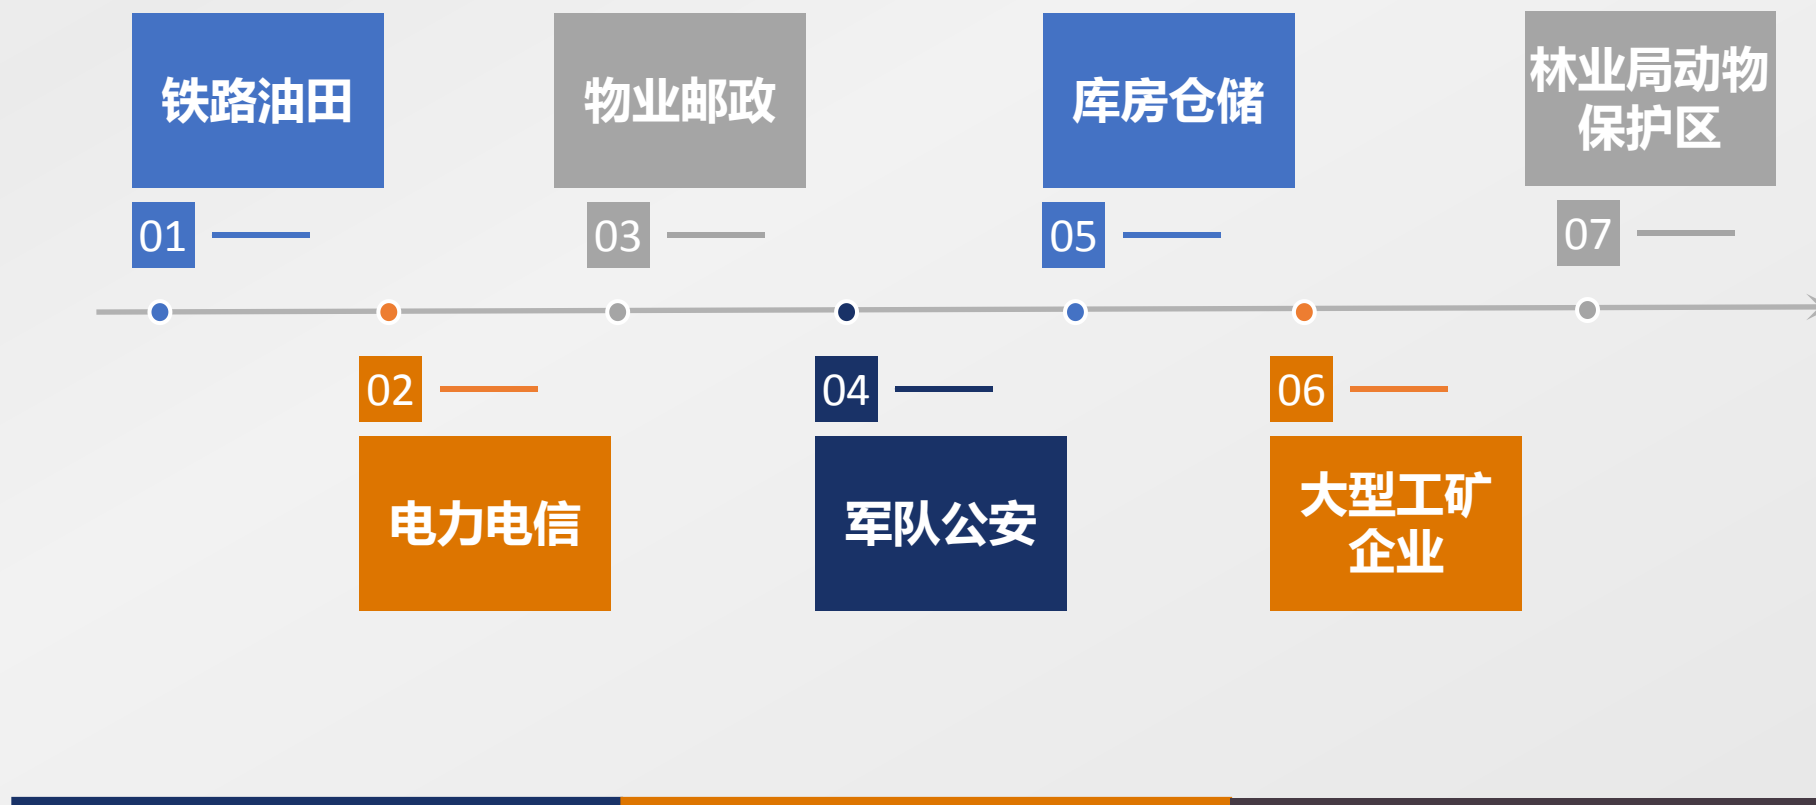 铁路油田
01
电力电信
02
物业邮政
03
军队公安
04
库房仓储
05
大型工矿
企业
06
林业局动物
保护区
07